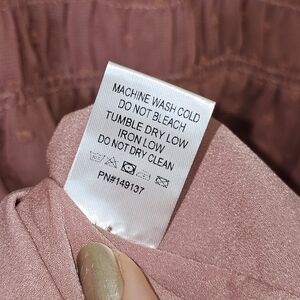 MACHINE WASH COLD
DO NOT BLEACH
TUMBLE DRY LOW
IRON LOW
DO NOT DRY CLEAN
PN#149137